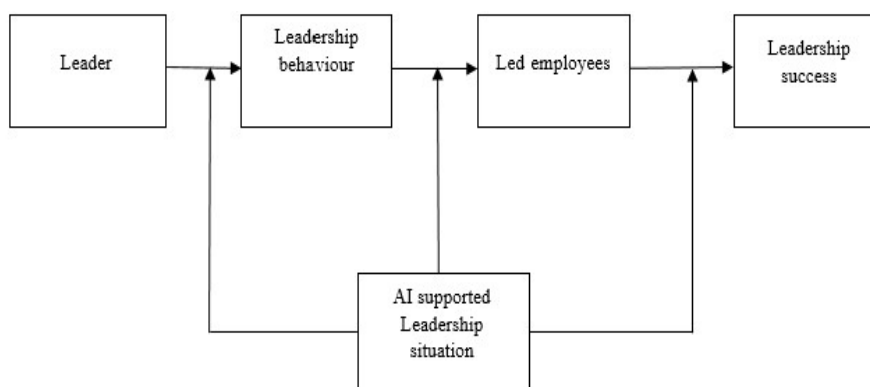 Leader
Leadership
behaviour
Led employees
Leadership
success
AI supported
Leadership
situation